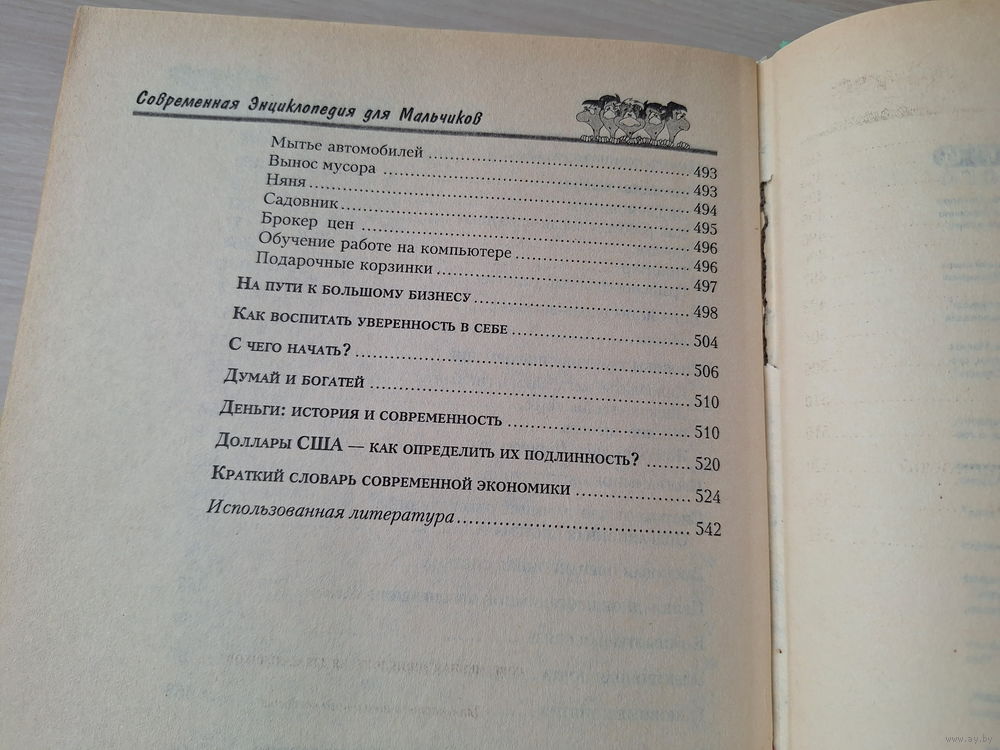 Современная Энциклопедия для Мальчиков
Мытье автомобилей ........ 493
Вынос мусора ........ 493
Няня ........ 494
Садовник ........ 495
Брокер цен ........ 496
Обучение работе на компьютере ........ 496
Подарочные корзинки ........ 497
На пути к большому бизнесу ........ 498
Как воспитать уверенность в себе ........ 504
С чего начать? ........ 506
Думай и богатей ........ 510
Деньги: история и современность ........ 510
Доллары США — как определить их подлинность? ........ 520
Краткий словарь современной экономики ........ 524
Использованная литература ........ 542
www.ay.by